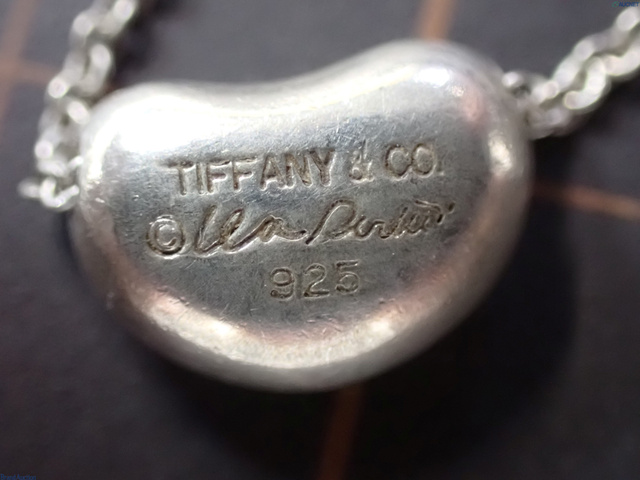 TIFFANY & CO.
© Elsa Peretti
925